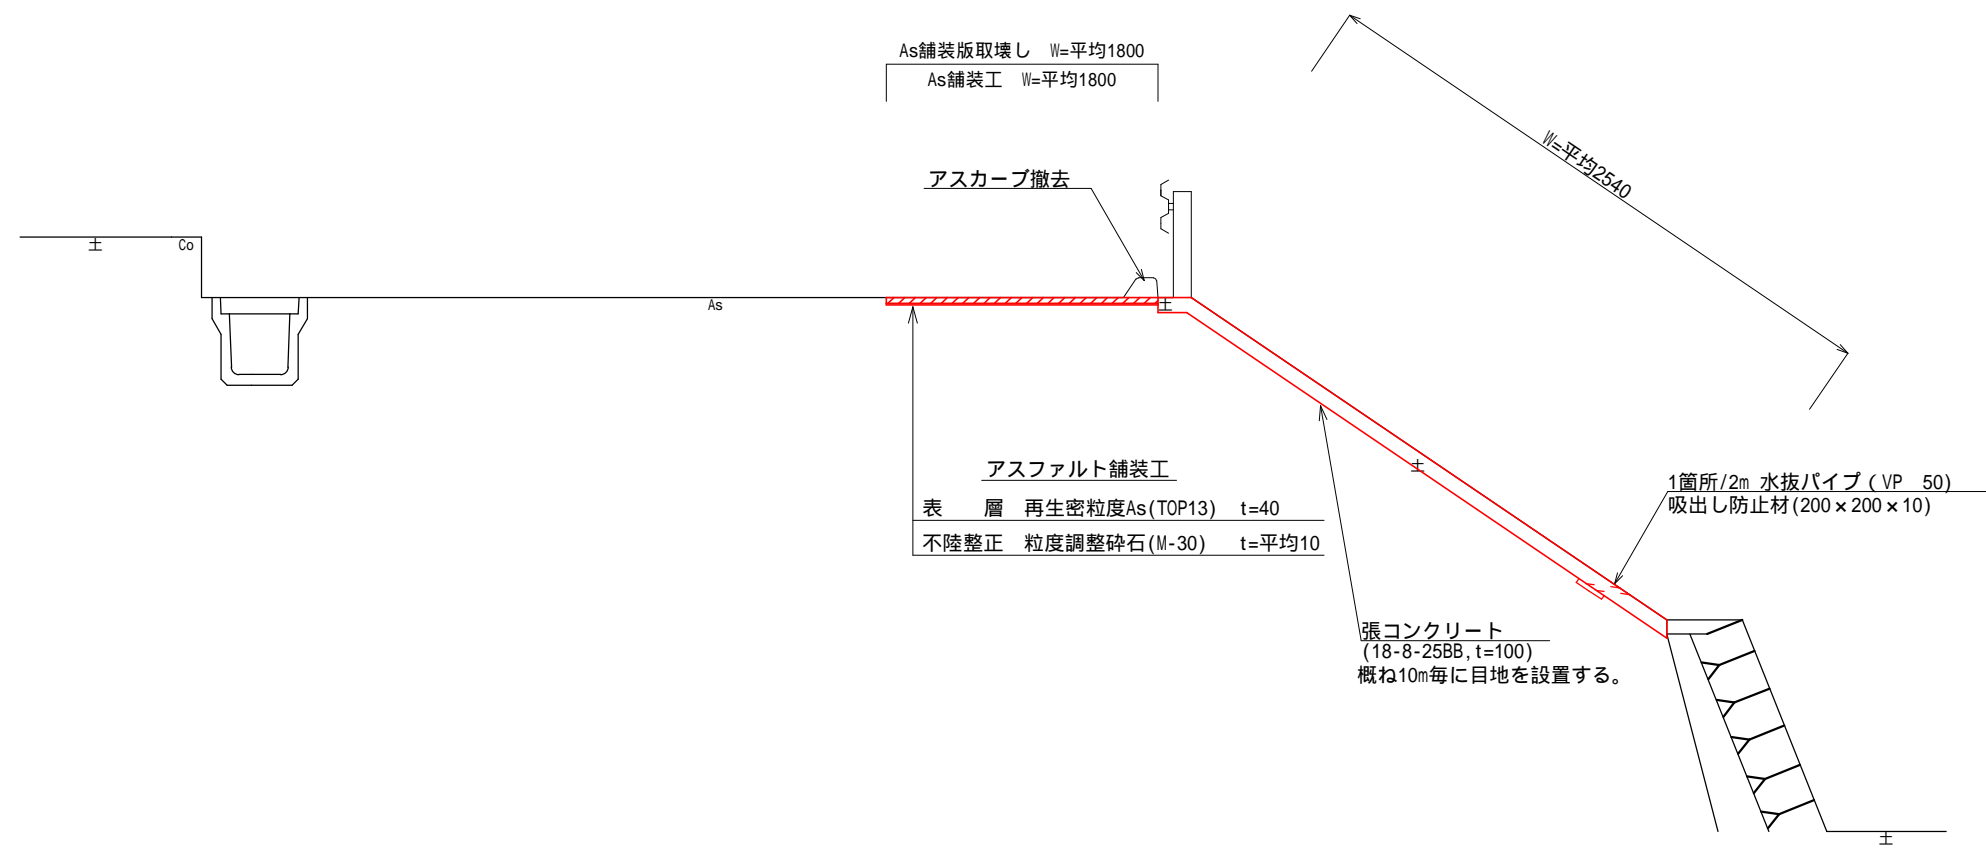 As舗装版取壊し　W=平均1800
As舗装工　W=平均1800
W=平均2540
アスカーブ撤去
土
Co
As
土
アスファルト舗装工
表　　層　再生密粒度As(TOP13)　t=40
不陸整正　粒度調整砕石(M-30)　t=平均10
土
1箇所/2m 水抜パイプ(VP　50)
吸出し防止材(200×200×10)
張コンクリート
(18-8-25BB,t=100)
概ね10m毎に目地を設置する。
土